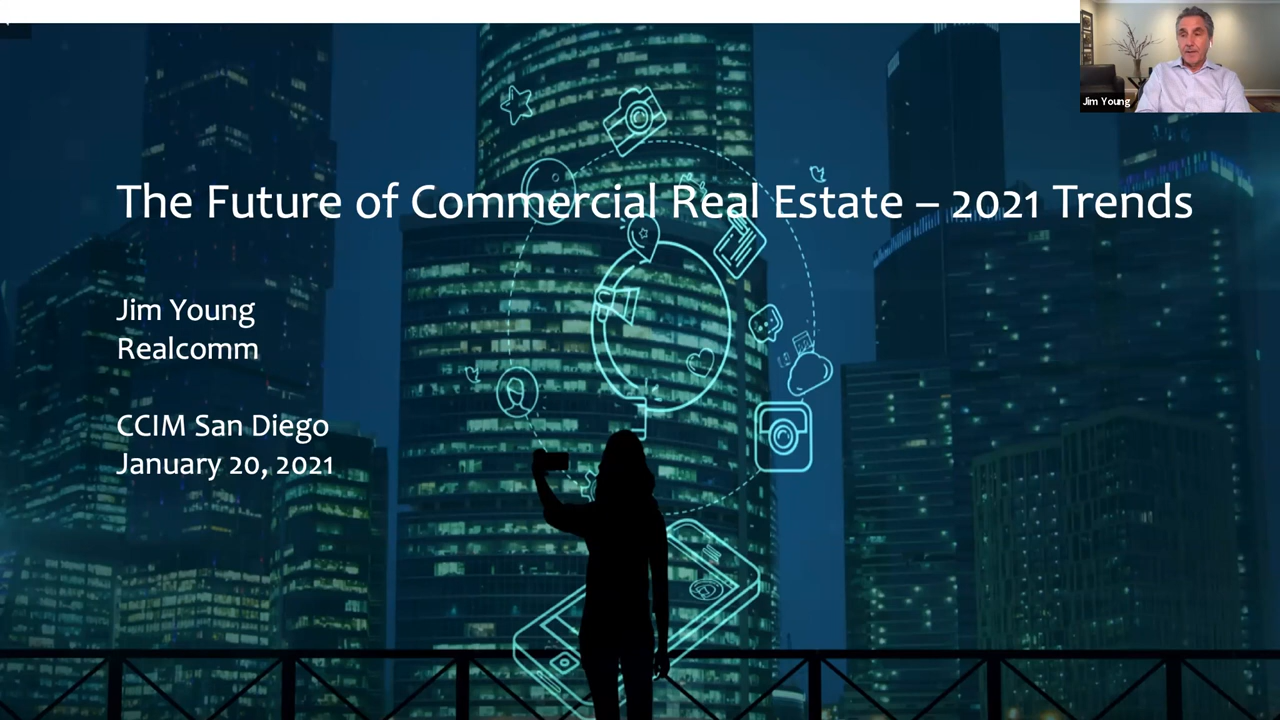 Jim Young
The Future of Commercial Real Estate – 2021 Trends
Jim Young
Realcomm
CCIM San Diego
January 20, 2021